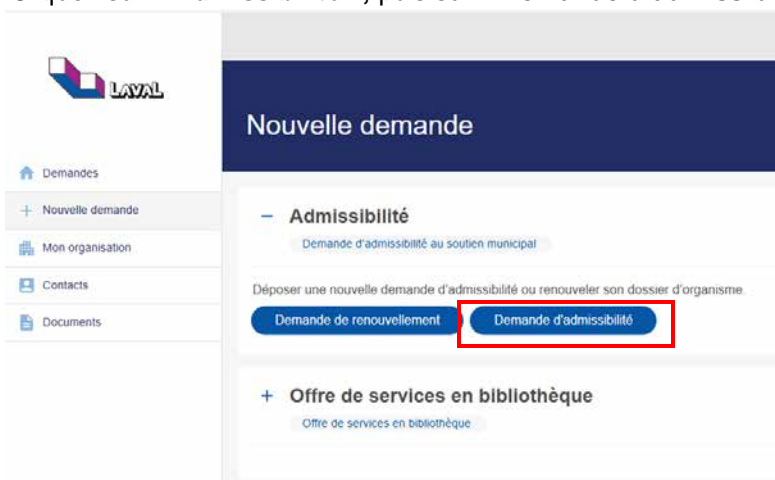 LAVAL
Nouvelle demande
Demandes
Nouvelle demande
Mon organisation
Contacts
Documents
− Admissibilité
Demande d'admissibilité au soutien municipal
Déposer une nouvelle demande d'admissibilité ou renouveler son dossier d'organisme.
Demande de renouvellement Demande d'admissibilité
+ Offre de services en bibliothèque
Offre de services en bibliothèque